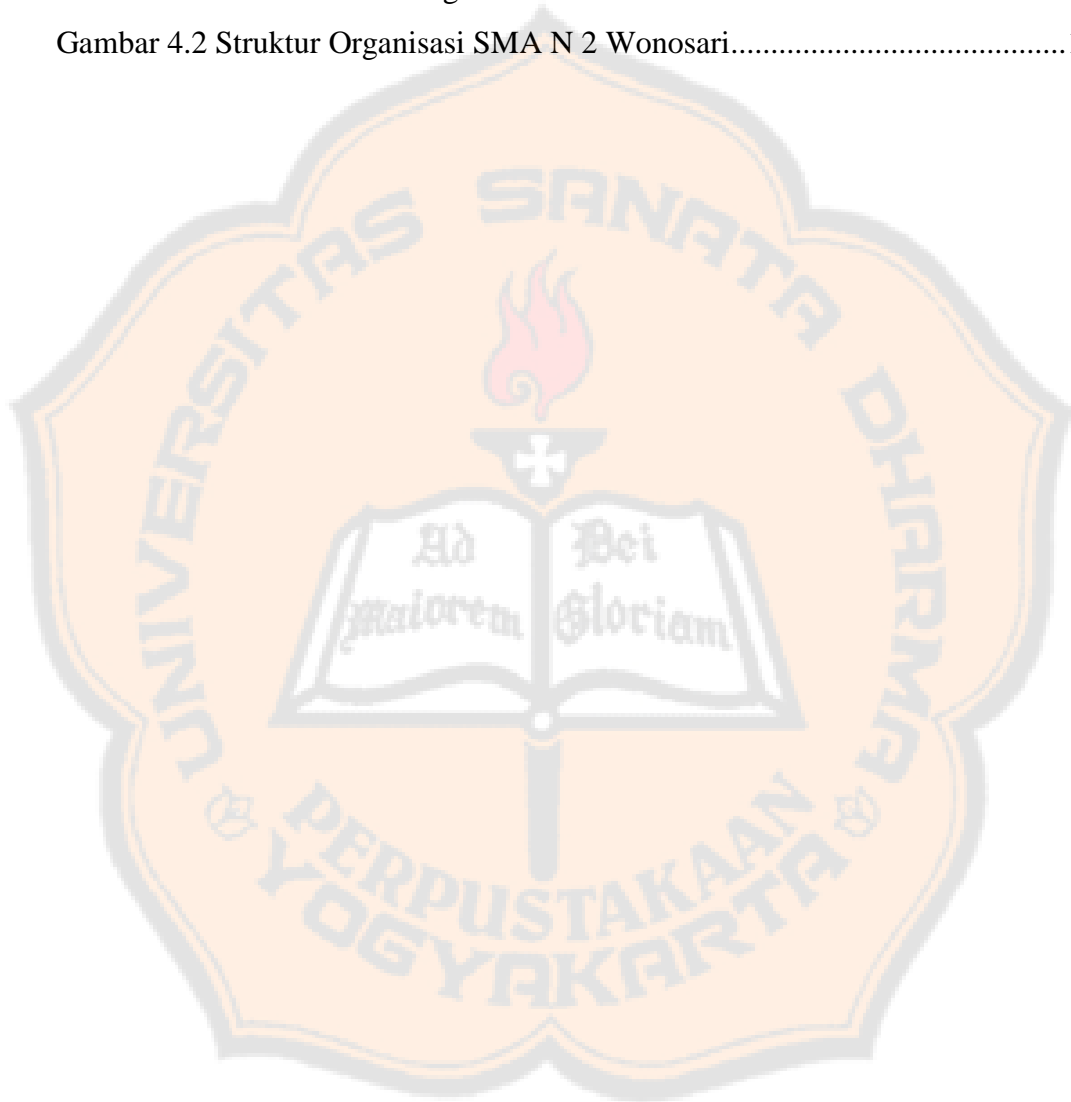 Gambar 4.2 Struktur Organisasi SMA N 2 Wonosari..........................................
UNIVERSITAS SANATA DHARMA
Ad Dei
Maiorem Gloriam
PERPUSTAKAAN
YOGYAKARTA